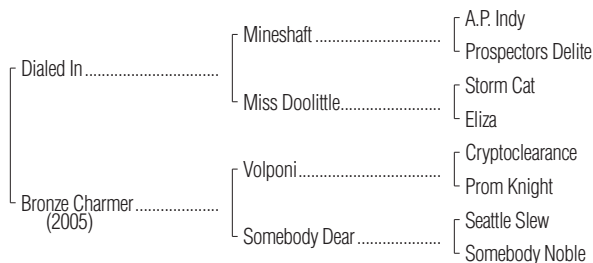 A.P. Indy
Mineshaft
Prospectors Delite
Dialed In
Storm Cat
Miss Doolittle
Eliza
Cryptoclearance
Volponi
Prom Knight
Bronze Charmer
(2005)
Seattle Slew
Somebody Dear
Somebody Noble